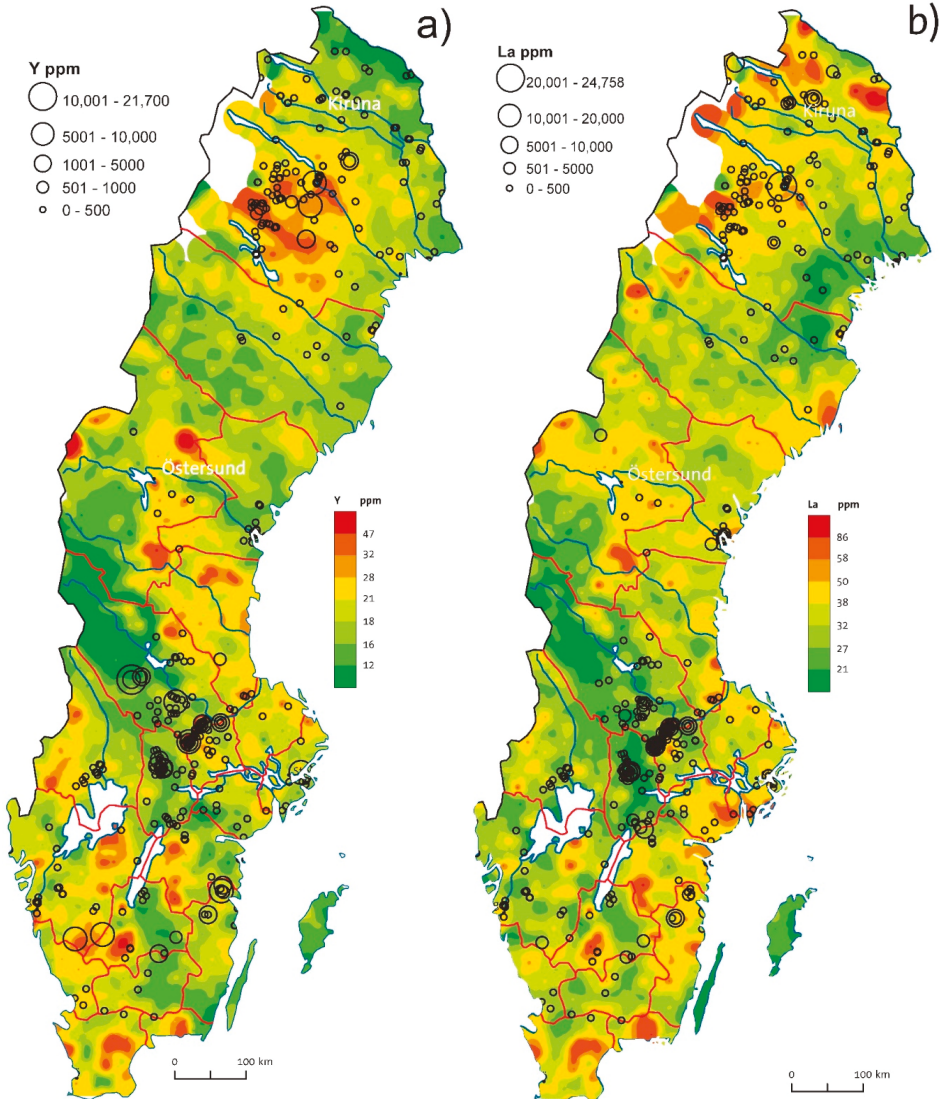 a)
Y ppm
10,001 - 21,700
5001 - 10,000
1001 - 5000
501 - 1000
0 - 500
Kiruna
Östersund
Y ppm
47
32
28
21
18
16
12
0 100 km
b)
La ppm
20,001 - 24,758
10,001 - 20,000
5001 - 10,000
501 - 5000
0 - 500
Kiruna
Östersund
La ppm
86
58
50
38
32
27
21
0 100 km